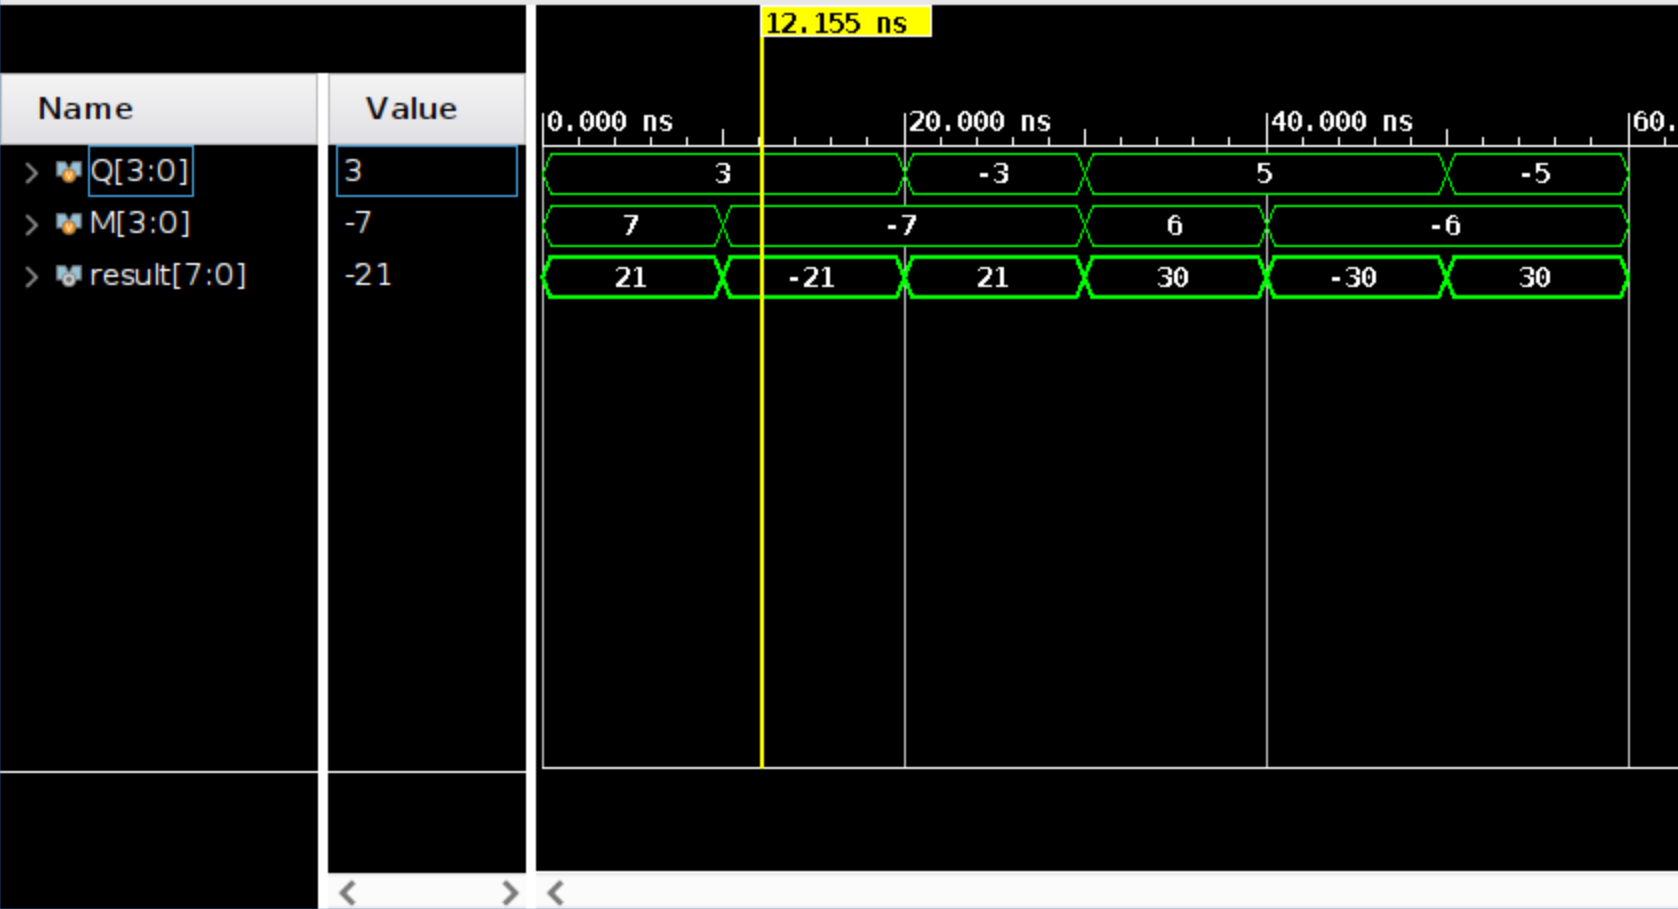 12.155 ns
Name Value
0.000 ns 20.000 ns 40.000 ns 60.
Q[3:0] 3 3 -3 5 -5
M[3:0] -7 7 -7 6 -6
result[7:0] -21 21 -21 21 30 -30 30